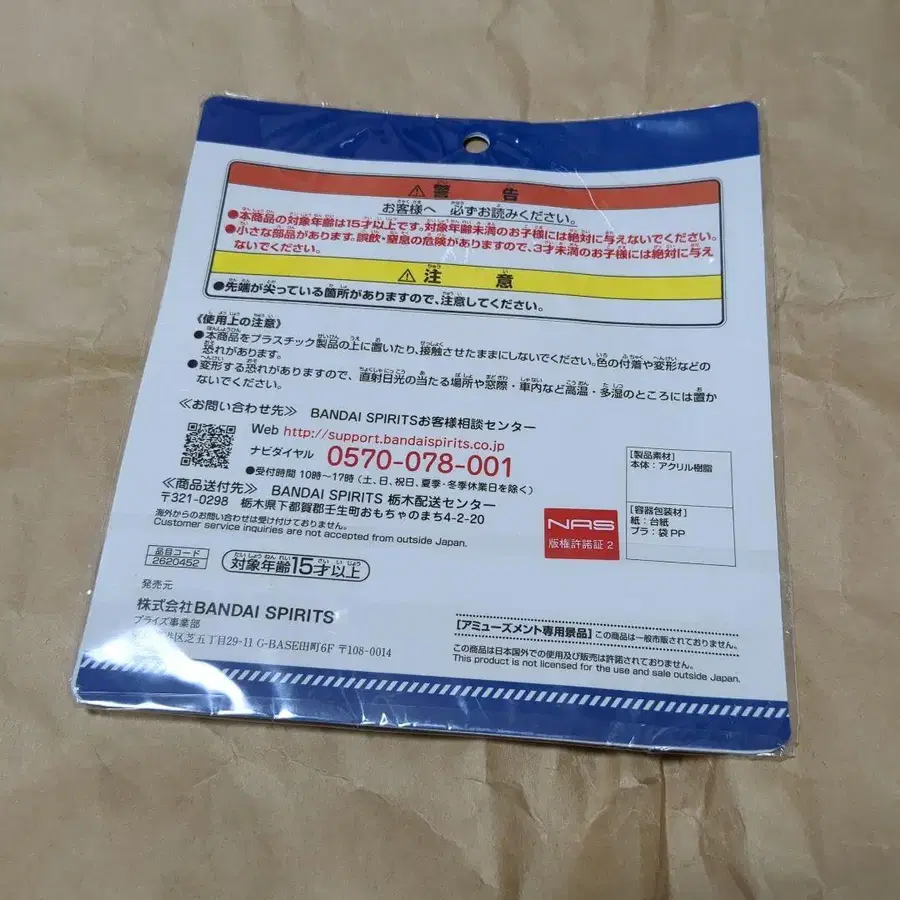 ⚠警告
お客様へ 必ずお読みください。
●本商品の対象年齢は15才以上です。対象年齢未満のお子様には絶対に与えないでください。
●小さな部品があります。誤飲・窒息の危険がありますので、3才未満のお子様には絶対に与え
ないでください。
⚠注意
●先端が尖っている箇所がありますので、注意してください。
《使用上の注意》
●本商品をプラスチック製品の上に置いたり、接触させたままにしないでください。色の付着や変形などの
恐れがあります。
●変形する恐れがありますので、直射日光の当たる場所や窓際・車内など高温・多湿のところには置か
ないでください。
≪お問い合わせ先≫ BANDAI SPIRITSお客様相談センター
Web http://support.bandaispirits.co.jp
ナビダイヤル 0570-078-001
●受付時間 10時~17時(土、日、祝日、夏季・冬季休業日を除く)
≪商品送付先≫ BANDAI SPIRITS 栃木配送センター
〒321-0298 栃木県下都賀郡壬生町おもちゃのまち4-2-20
海外からのお問い合わせは受け付けておりません。
Customer service inquiries are not accepted from outside Japan.
[製品素材]
本体:アクリル樹脂
[容器包装材]
紙:台紙
プラ:袋 PP
NAS
版権許諾証 2
品目コード
2620452
対象年齢15才以上
発売元
株式会社BANDAI SPIRITS
プライズ事業部
港区芝五丁目29-11 G-BASE田町6F 〒108-0014
[アミューズメント専用景品] この商品は一般市販されておりません。
この商品は日本国外での使用及び販売は許諾されておりません。
This product is not licensed for the use and sale outside Japan.